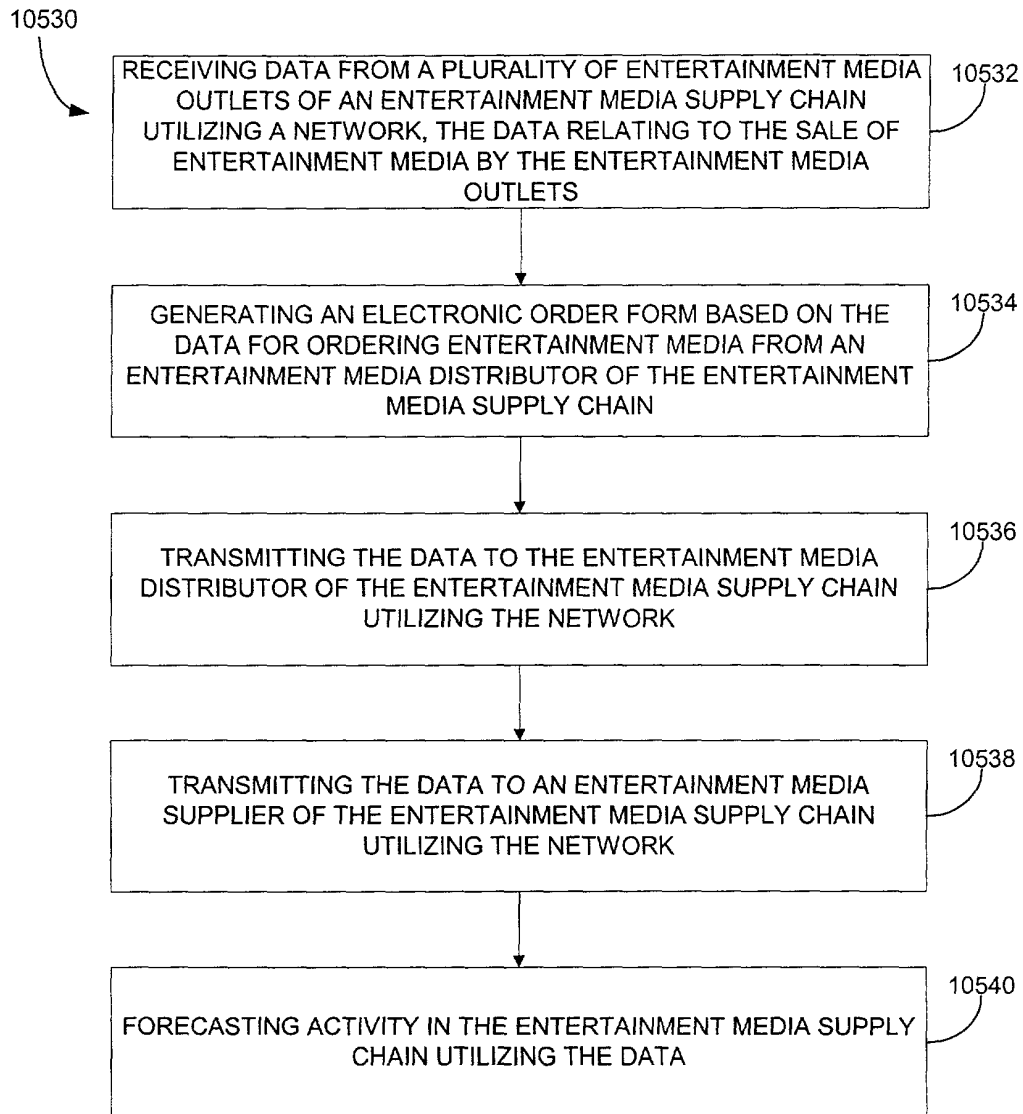 10530
RECEIVING DATA FROM A PLURALITY OF ENTERTAINMENT MEDIA
OUTLETS OF AN ENTERTAINMENT MEDIA SUPPLY CHAIN
UTILIZING A NETWORK, THE DATA RELATING TO THE SALE OF
ENTERTAINMENT MEDIA BY THE ENTERTAINMENT MEDIA
OUTLETS
10532
GENERATING AN ELECTRONIC ORDER FORM BASED ON THE
DATA FOR ORDERING ENTERTAINMENT MEDIA FROM AN
ENTERTAINMENT MEDIA DISTRIBUTOR OF THE ENTERTAINMENT
MEDIA SUPPLY CHAIN
10534
TRANSMITTING THE DATA TO THE ENTERTAINMENT MEDIA
DISTRIBUTOR OF THE ENTERTAINMENT MEDIA SUPPLY CHAIN
UTILIZING THE NETWORK
10536
TRANSMITTING THE DATA TO AN ENTERTAINMENT MEDIA
SUPPLIER OF THE ENTERTAINMENT MEDIA SUPPLY CHAIN
UTILIZING THE NETWORK
10538
FORECASTING ACTIVITY IN THE ENTERTAINMENT MEDIA SUPPLY
CHAIN UTILIZING THE DATA
10540